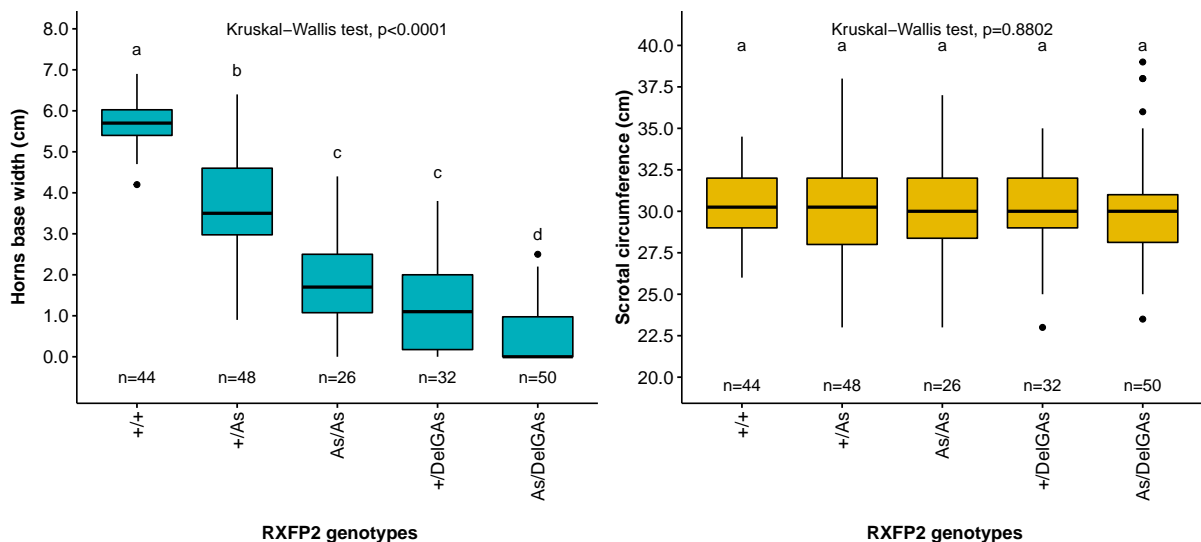 Kruskal−Wallis test, p<0.0001
a
b
c
c
d
8.0
7.0
6.0
5.0
4.0
3.0
2.0
1.0
0.0
Horns base width (cm)
n=44
n=48
n=26
n=32
n=50
+/+
+/As
As/As
+/DelGAs
As/DelGAs
RXFP2 genotypes
Kruskal−Wallis test, p=0.8802
a
a
a
a
a
40.0
37.5
35.0
32.5
30.0
27.5
25.0
22.5
20.0
Scrotal circumference (cm)
n=44
n=48
n=26
n=32
n=50
+/+
+/As
As/As
+/DelGAs
As/DelGAs
RXFP2 genotypes